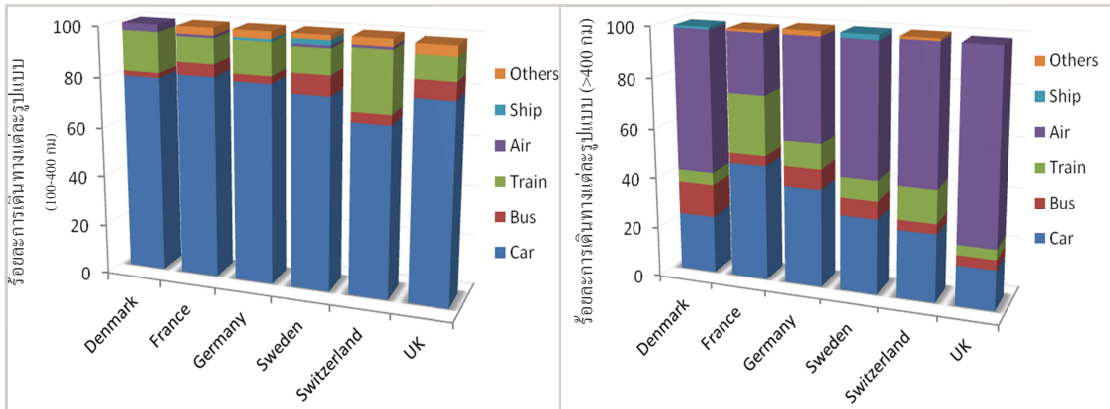 ร้อยละการเดินทางแต่ละรูปแบบ
(100-400 กม)
100
80
60
40
20
0
Denmark
France
Germany
Sweden
Switzerland
UK
Others
Ship
Air
Train
Bus
Car
ร้อยละการเดินทางแต่ละรูปแบบ (>400 กม)
100
80
60
40
20
0
Denmark
France
Germany
Sweden
Switzerland
UK
Others
Ship
Air
Train
Bus
Car